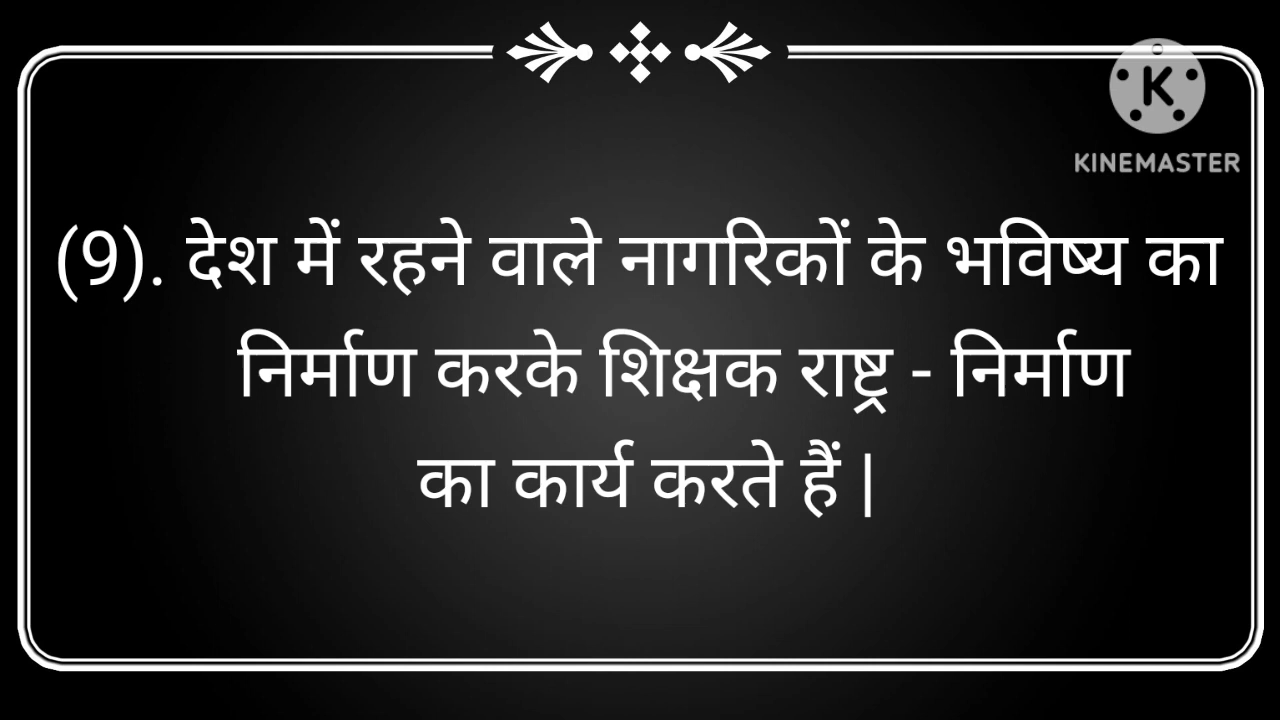 KINEMASTER
(9). देश में रहने वाले नागरिकों के भविष्य का
निर्माण करके शिक्षक राष्ट्र - निर्माण
का कार्य करते हैं |